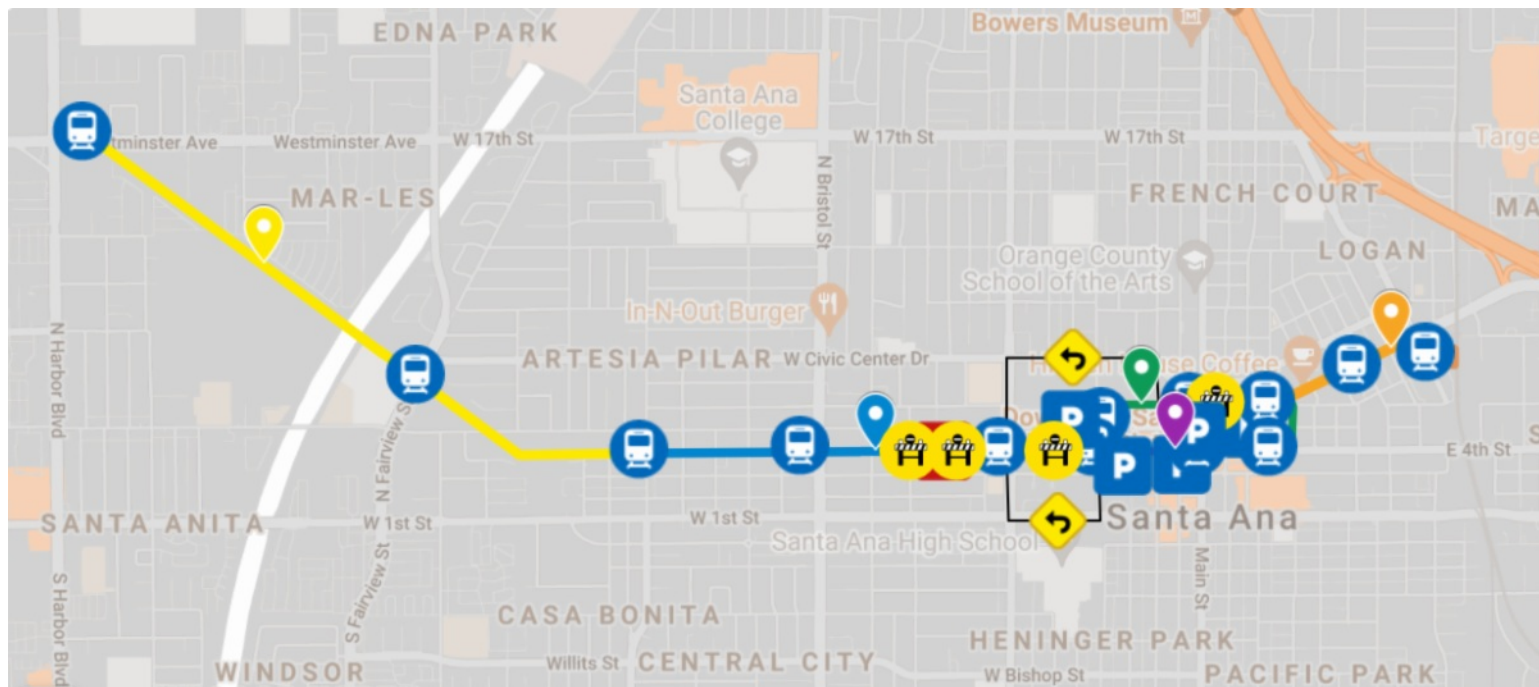 EDNA PARK
Bowers Museum
Santa Ana
College
tminster Ave
Westminster Ave
W 17th St
W 17th St
W 17th St
Targe
MAR-LES
N Bristol St
FRENCH COURT
MA
Orange County
School of the Arts
LOGAN
In-N-Out Burger
N Harbor Blvd
ARTESIA PILAR
W Civic Center Dr
use Coffee
Dow
Sa
P
P
P
N Fairview S
E 4th St
S
SANTA ANITA
W 1st St
W 1st St
Santa Ana
Santa Ana High School
S Harbor Blvd
S Fairview St
Main St
CASA BONITA
HENINGER PARK
WINDSOR
Willits St
CENTRAL CITY
W Bishop St
PACIFIC PARK